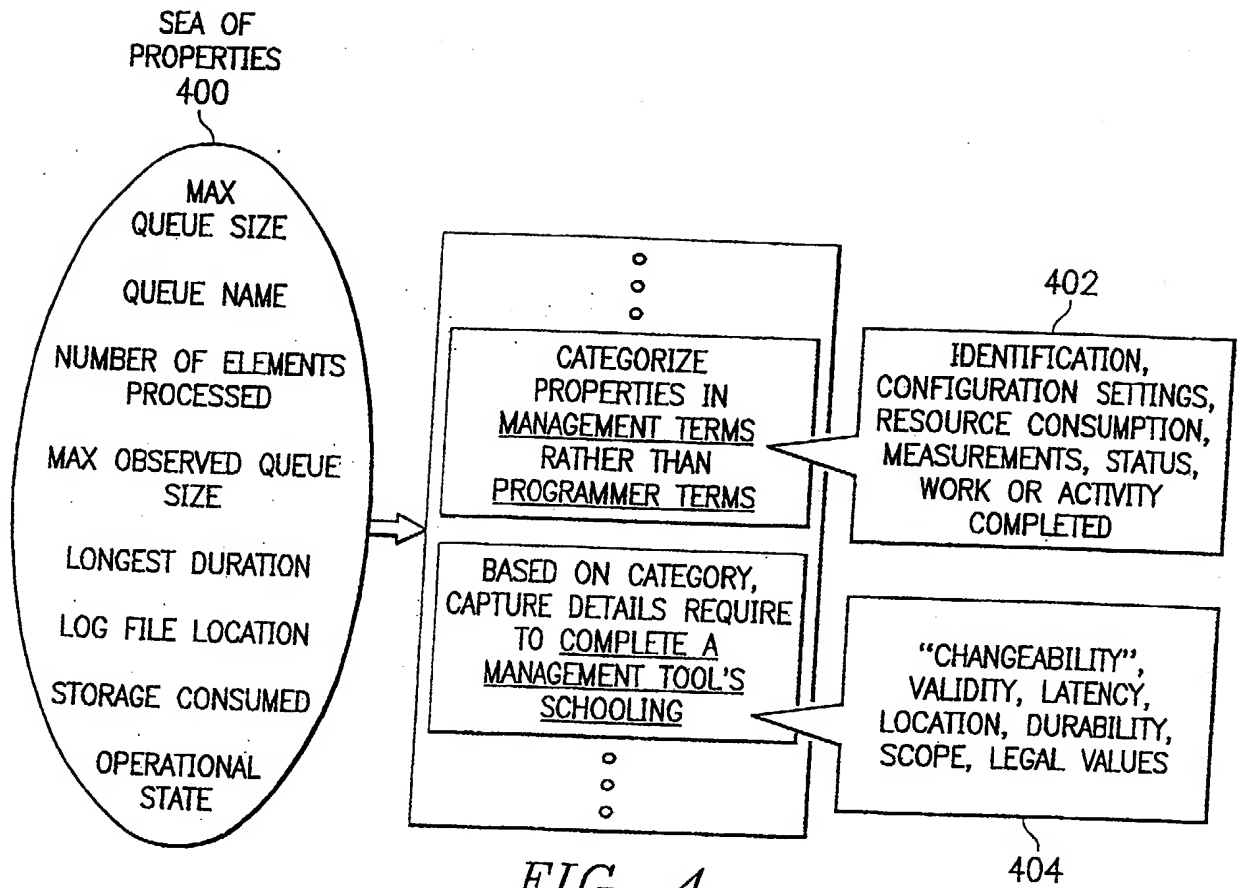 SEA OF
PROPERTIES
400
MAX
QUEUE SIZE
QUEUE NAME
NUMBER OF ELEMENTS
PROCESSED
MAX OBSERVED QUEUE
SIZE
LONGEST DURATION
LOG FILE LOCATION
STORAGE CONSUMED
OPERATIONAL
STATE
CATEGORIZE
PROPERTIES IN
MANAGEMENT TERMS
RATHER THAN
PROGRAMMER TERMS
BASED ON CATEGORY,
CAPTURE DETAILS REQUIRE
TO COMPLETE A
MANAGEMENT TOOL'S
SCHOOLING
402
IDENTIFICATION,
CONFIGURATION SETTINGS,
RESOURCE CONSUMPTION,
MEASUREMENTS, STATUS,
WORK OR ACTIVITY
COMPLETED
"CHANGEABILITY",
VALIDITY, LATENCY,
LOCATION, DURABILITY,
SCOPE, LEGAL VALUES
404
FIG. 4